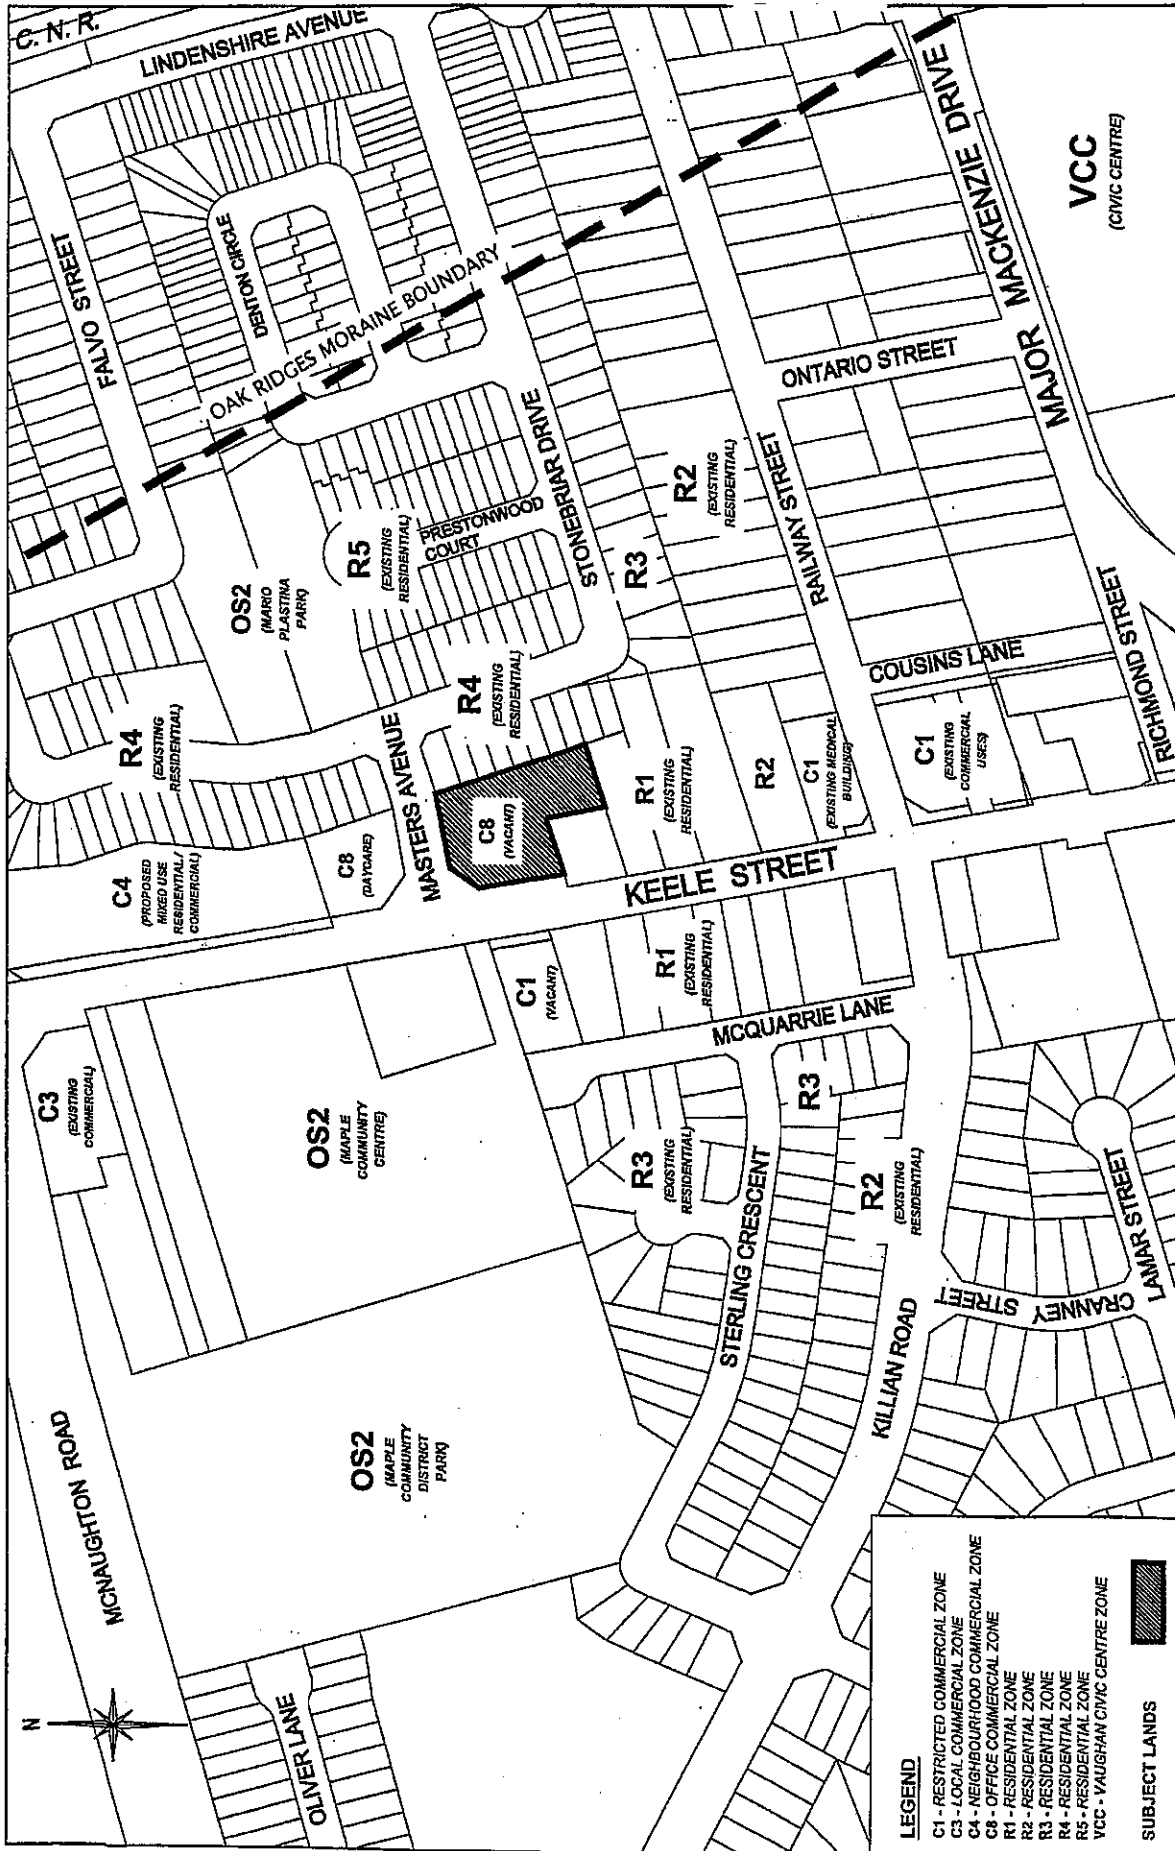 N
MCNAUGHTON ROAD
OLIVER LANE
C3
(EXISTING
COMMERCIAL)
OS2
(MAPLE
COMMUNITY
CENTRE)
OS2
(MAPLE
COMMUNITY
DISTRICT
PARK)
C4
(PROPOSED
MIXED USE
RESIDENTIAL/
COMMERCIAL)
C8
(DAYCARE)
MASTERS AVENUE
C8
(VACANT)
R4
(EXISTING
RESIDENTIAL)
OS2
(MARIO
PLASTINA
PARK)
FALVO STREET
C. N. R.
LINDENSHIRE AVENUE
DENTON CIRCLE
OAK RIDGES MORAINE BOUNDARY
R5
(EXISTING
RESIDENTIAL)
PRESTONWOOD
COURT
R4
(EXISTING
RESIDENTIAL)
STONEBRIAR DRIVE
R3
R2
(EXISTING
RESIDENTIAL)
RAILWAY STREET
ONTARIO STREET
MAJOR MACKENZIE DRIVE
VCC
(CIVIC CENTRE)
RICHMOND STREET
COUSINS LANE
C1
(EXISTING
COMMERCIAL
USES)
C1
(EXISTING MEDICAL
BUILDING)
R2
R1
(EXISTING
RESIDENTIAL)
KEELE STREET
C1
(VACANT)
R1
(EXISTING
RESIDENTIAL)
MCQUARRIE LANE
R3
R3
(EXISTING
RESIDENTIAL)
STERLING CRESCENT
R2
(EXISTING
RESIDENTIAL)
KILLIAN ROAD
CRANNEY STREET
LAMAR STREET
LEGEND
C1 - RESTRICTED COMMERCIAL ZONE
C3 - LOCAL COMMERCIAL ZONE
C4 - NEIGHBOURHOOD COMMERCIAL ZONE
C8 - OFFICE COMMERCIAL ZONE
R1 - RESIDENTIAL ZONE
R2 - RESIDENTIAL ZONE
R3 - RESIDENTIAL ZONE
R4 - RESIDENTIAL ZONE
R5 - RESIDENTIAL ZONE
VCC - VAUGHAN CIVIC CENTRE ZONE
SUBJECT LANDS